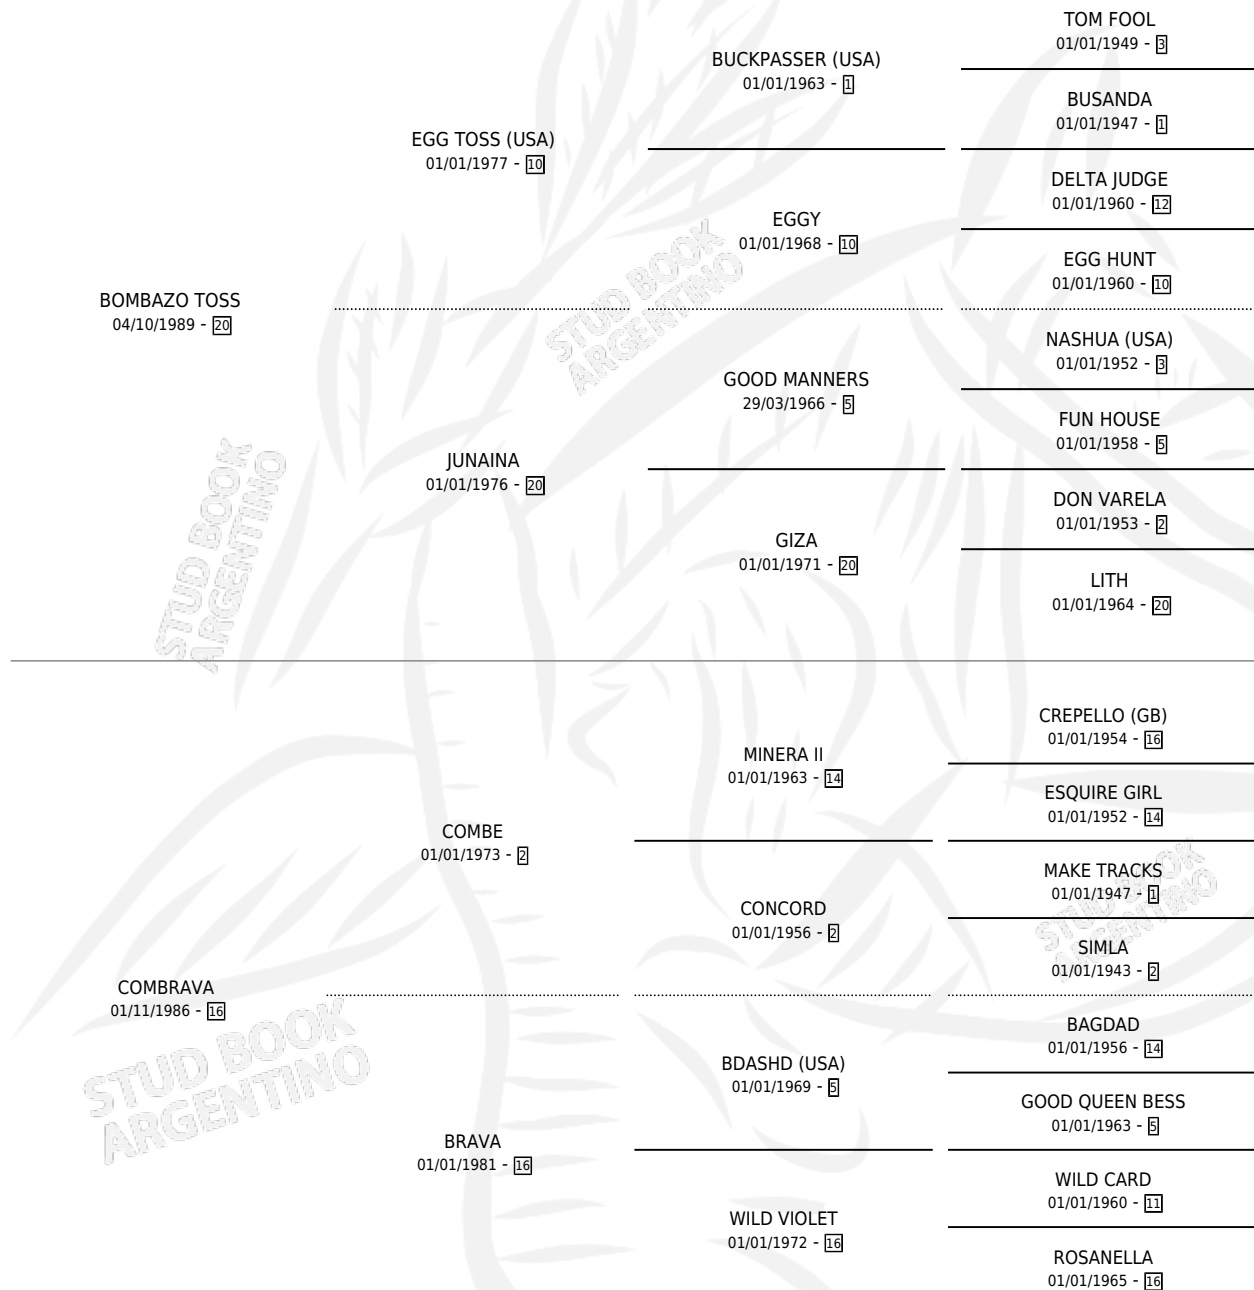 TOM FOOL
01/01/1949 - 3
BUCKPASSER (USA)
01/01/1963 - 1
BUSANDA
01/01/1947 - 1
EGG TOSS (USA)
01/01/1977 - 10
DELTA JUDGE
01/01/1960 - 12
EGGY
01/01/1968 - 10
EGG HUNT
01/01/1960 - 10
BOMBAZO TOSS
04/10/1989 - 20
NASHUA (USA)
01/01/1952 - 3
GOOD MANNERS
29/03/1966 - 5
FUN HOUSE
01/01/1958 - 5
JUNAINA
01/01/1976 - 20
DON VARELA
01/01/1953 - 2
GIZA
01/01/1971 - 20
LITH
01/01/1964 - 20
CREPELLO (GB)
01/01/1954 - 16
MINERA II
01/01/1963 - 14
ESQUIRE GIRL
01/01/1952 - 14
COMBE
01/01/1973 - 2
MAKE TRACKS
01/01/1947 - 1
CONCORD
01/01/1956 - 2
SIMLA
01/01/1943 - 2
COMBRAVA
01/11/1986 - 16
BAGDAD
01/01/1956 - 14
BDASHD (USA)
01/01/1969 - 5
GOOD QUEEN BESS
01/01/1963 - 5
BRAVA
01/01/1981 - 16
WILD CARD
01/01/1960 - 11
WILD VIOLET
01/01/1972 - 16
ROSANELLA
01/01/1965 - 16
STUD BOOK
ARGENTINO
STUD BOOK
ARGENTINO
STUD BOOK
ARGENTINO
STUD BOOK
ARGENTINO